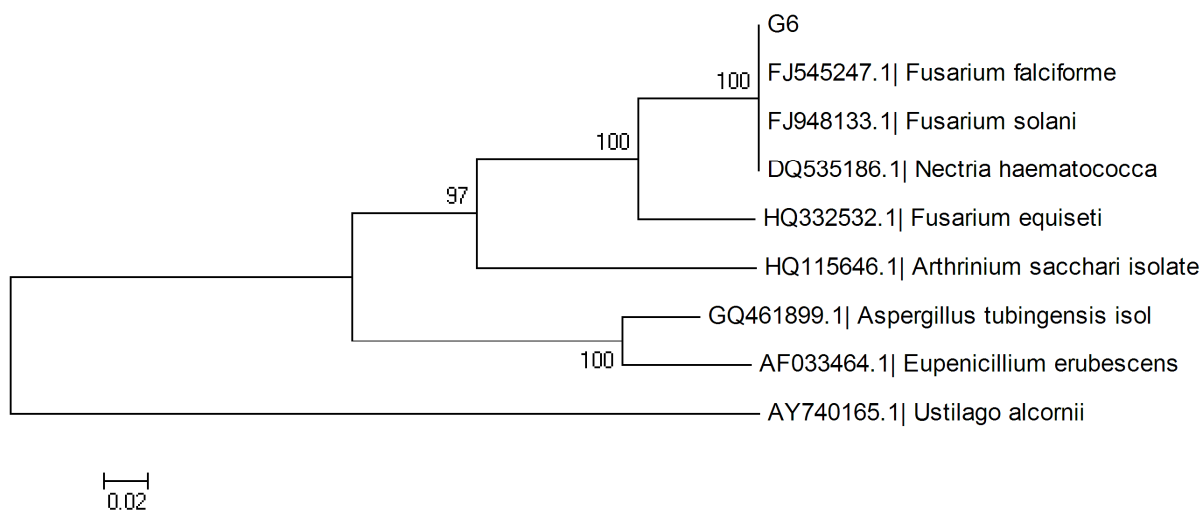 G6
100
FJ545247.1| Fusarium falciforme
FJ948133.1| Fusarium solani
100
DQ535186.1| Nectria haematococca
97
HQ332532.1| Fusarium equiseti
HQ115646.1| Arthrinium sacchari isolate
GQ461899.1| Aspergillus tubingensis isol
100
AF033464.1| Eupenicillium erubescens
AY740165.1| Ustilago alcornii
0.02